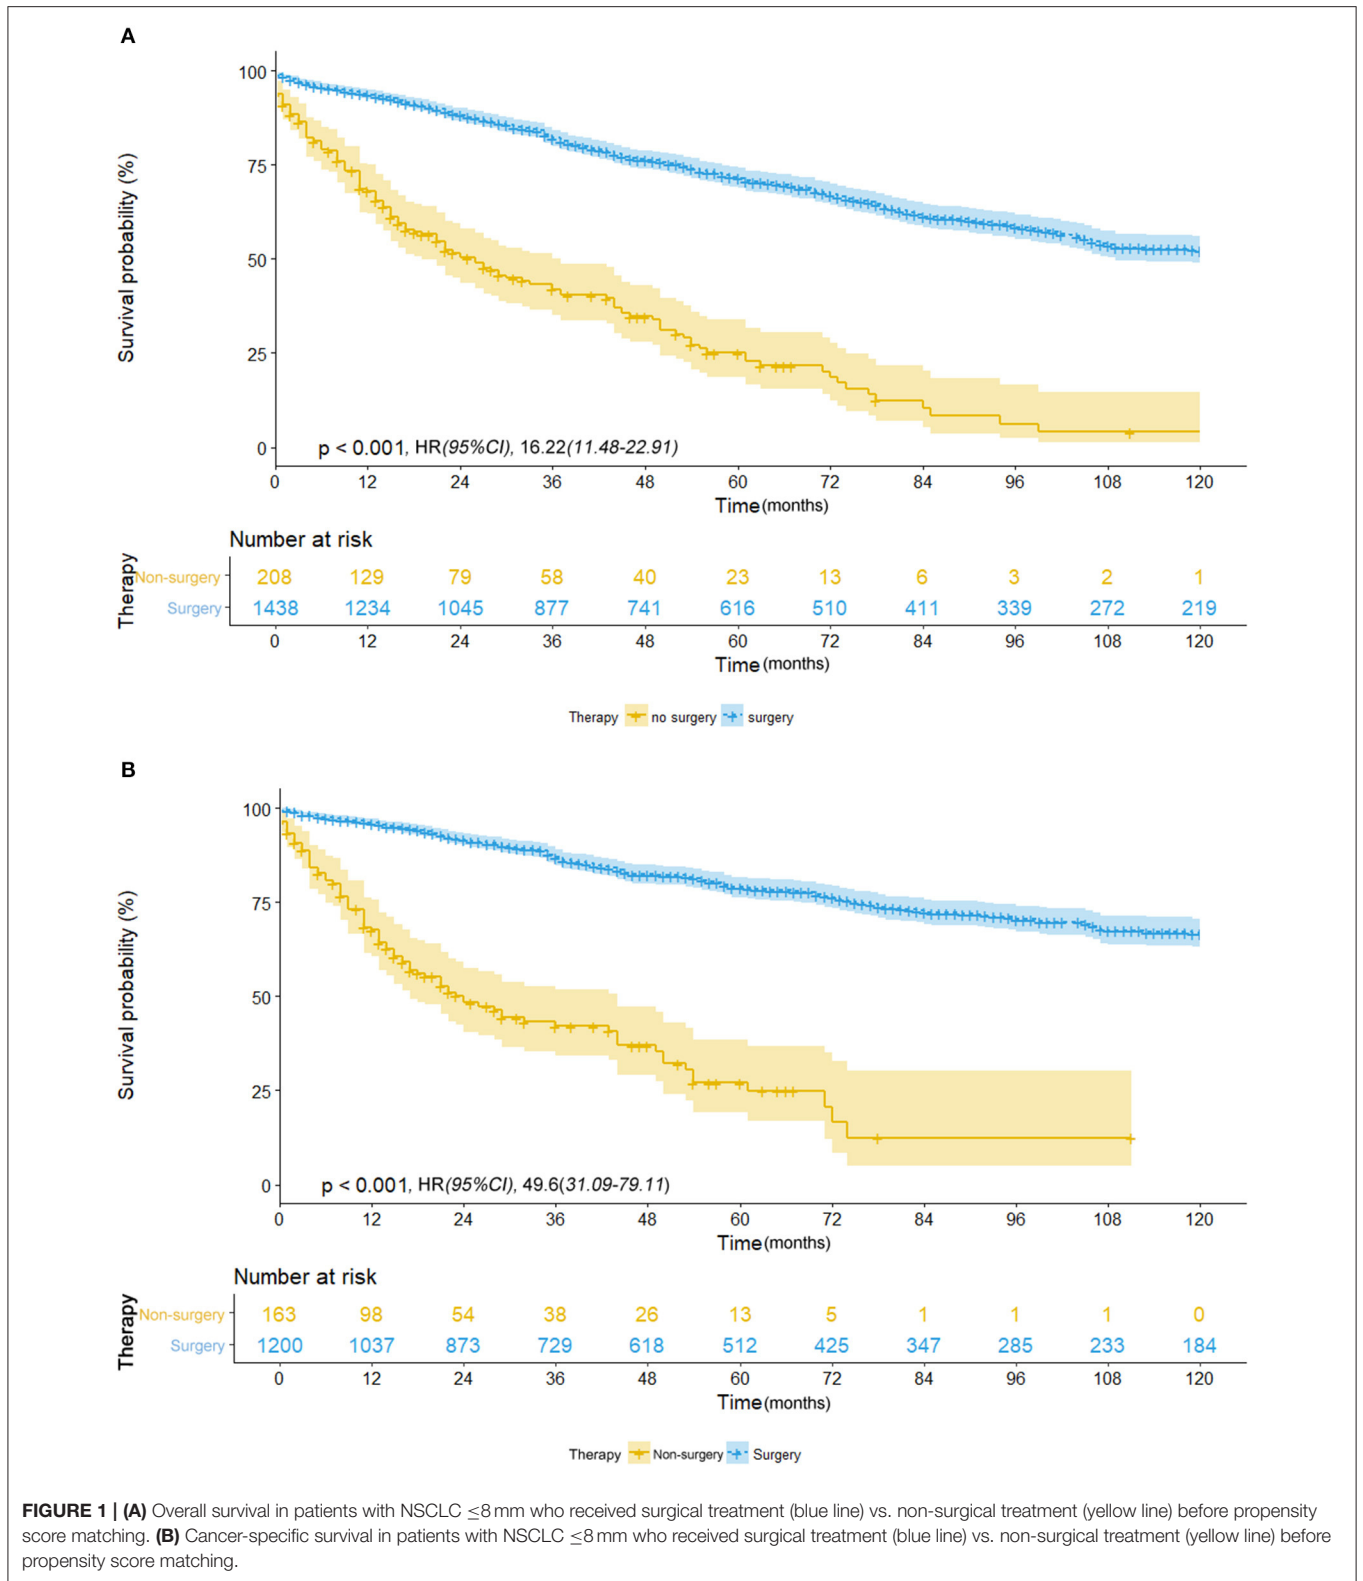 A
100
75
50
25
0
Survival probability (%)
p < 0.001, HR(95%CI), 16.22(11.48-22.91)
0 12 24 36 48 60 72 84 96 108 120
Time(months)
Number at risk
Therapy
Non-surgery 208 129 79 58 40 23 13 6 3 2 1
Surgery 1438 1234 1045 877 741 616 510 411 339 272 219
0 12 24 36 48 60 72 84 96 108 120
Time(months)
Therapy no surgery surgery
B
100
75
50
25
0
Survival probability (%)
p < 0.001, HR(95%CI), 49.6(31.09-79.11)
0 12 24 36 48 60 72 84 96 108 120
Time(months)
Number at risk
Therapy
Non-surgery 163 98 54 38 26 13 5 1 1 1 0
Surgery 1200 1037 873 729 618 512 425 347 285 233 184
0 12 24 36 48 60 72 84 96 108 120
Time(months)
Therapy Non-surgery Surgery
FIGURE 1 | (A) Overall survival in patients with NSCLC ≤8 mm who received surgical treatment (blue line) vs. non-surgical treatment (yellow line) before propensity
score matching. (B) Cancer-specific survival in patients with NSCLC ≤8 mm who received surgical treatment (blue line) vs. non-surgical treatment (yellow line) before
propensity score matching.